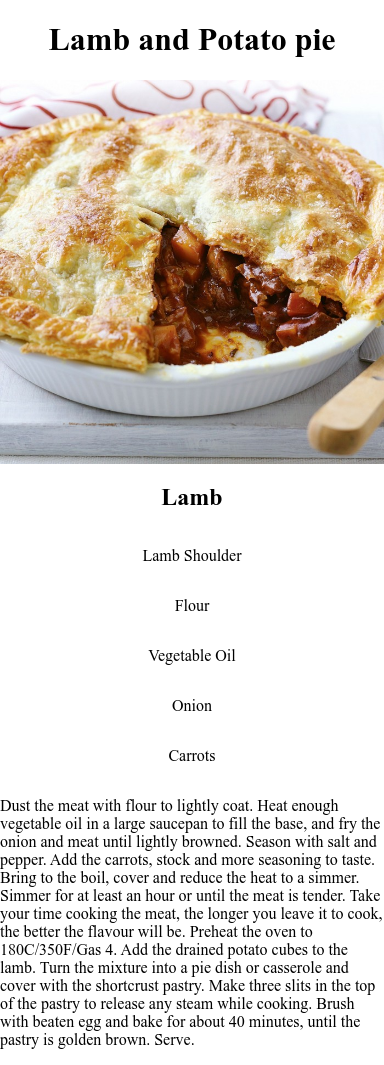 Lamb and Potato pie
Lamb
Lamb Shoulder
Flour
Vegetable Oil
Onion
Carrots
Dust the meat with flour to lightly coat. Heat enough
vegetable oil in a large saucepan to fill the base, and fry the
onion and meat until lightly browned. Season with salt and
pepper. Add the carrots, stock and more seasoning to taste.
Bring to the boil, cover and reduce the heat to a simmer.
Simmer for at least an hour or until the meat is tender. Take
your time cooking the meat, the longer you leave it to cook,
the better the flavour will be. Preheat the oven to
180C/350F/Gas 4. Add the drained potato cubes to the
lamb. Turn the mixture into a pie dish or casserole and
cover with the shortcrust pastry. Make three slits in the top
of the pastry to release any steam while cooking. Brush
with beaten egg and bake for about 40 minutes, until the
pastry is golden brown. Serve.